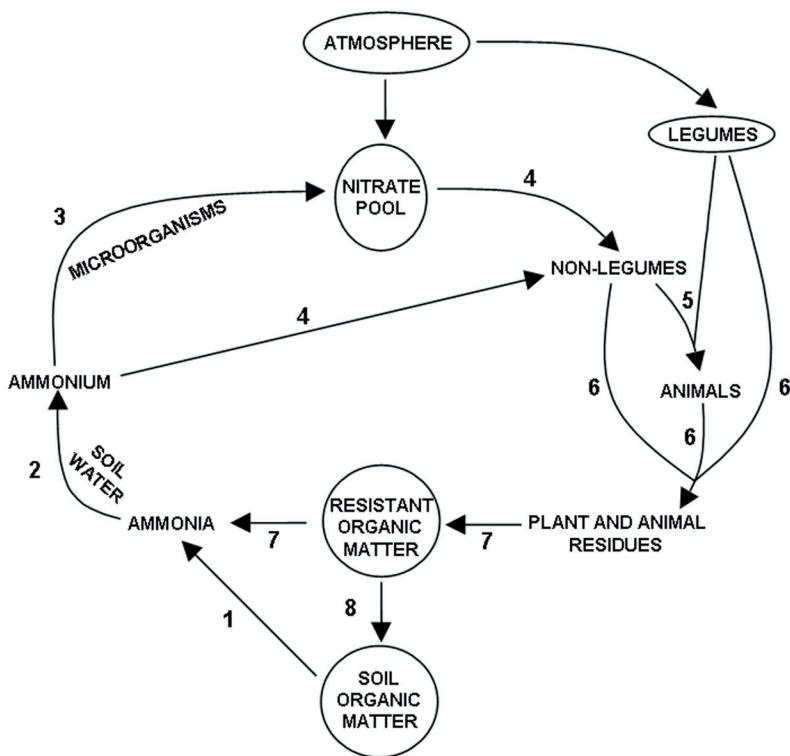 ATMOSPHERE
LEGUMES
NITRATE
POOL
4
3
MICROORGANISMS
NON-LEGUMES
5
4
AMMONIUM
ANIMALS
6
6
6
2
SOIL
WATER
AMMONIA
7
RESISTANT
ORGANIC
MATTER
7
PLANT AND ANIMAL
RESIDUES
8
1
SOIL
ORGANIC
MATTER